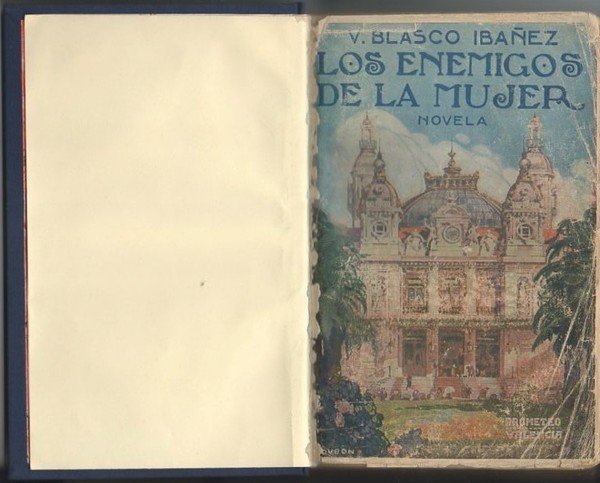 V. BLASCO IBAÑEZ
LOS ENEMIGOS
DE LA MUJER
NOVELA
PROMETEO
VALENCIA